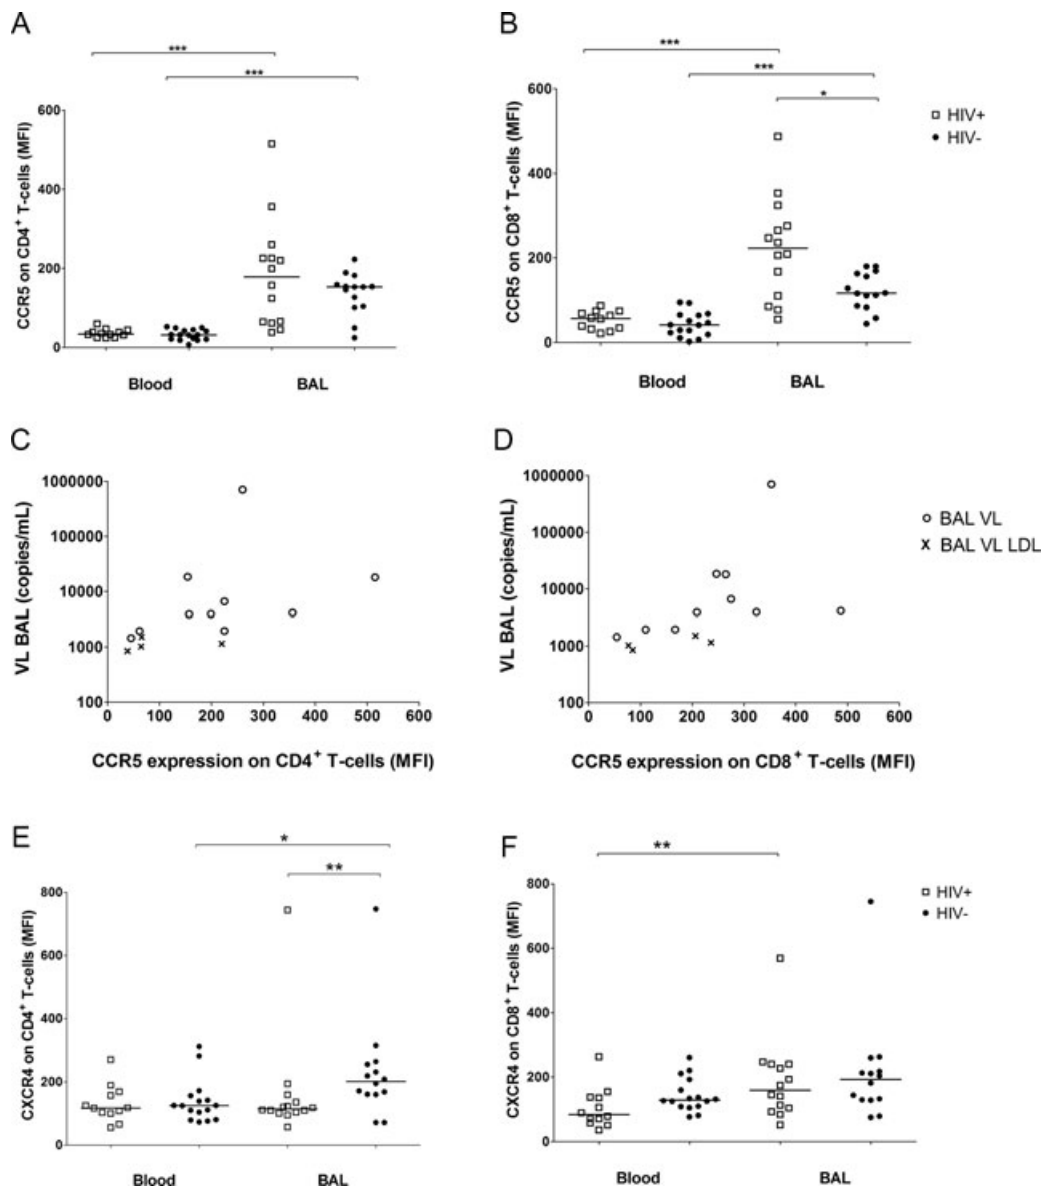 A
***
***
CCR5 on CD4+ T-cells (MFI)
600
400
200
0
Blood
BAL
B
***
***
*
CCR5 on CD8+ T-cells (MFI)
600
400
200
0
Blood
BAL
HIV+
HIV-
C
VL BAL (copies/mL)
1000000
100000
10000
1000
100
0
100
200
300
400
500
600
CCR5 expression on CD4+ T-cells (MFI)
D
VL BAL (copies/mL)
1000000
100000
10000
1000
100
0
100
200
300
400
500
600
CCR5 expression on CD8+ T-cells (MFI)
BAL VL
BAL VL LDL
E
*
**
CXCR4 on CD4+ T-cells (MFI)
800
600
400
200
0
Blood
BAL
F
**
CXCR4 on CD8+ T-cells (MFI)
800
600
400
200
0
Blood
BAL
HIV+
HIV-